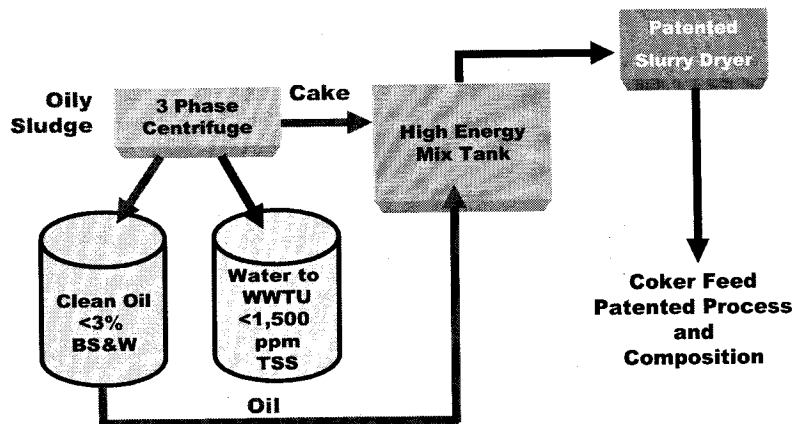 Patented
Slurry Dryer
Oily
Sludge
3 Phase
Centrifuge
Cake
High Energy
Mix Tank
Clean Oil
<3%
BS&W
Water to
WWTU
<1,500
ppm
TSS
Oil
Coker Feed
Patented Process
and
Composition